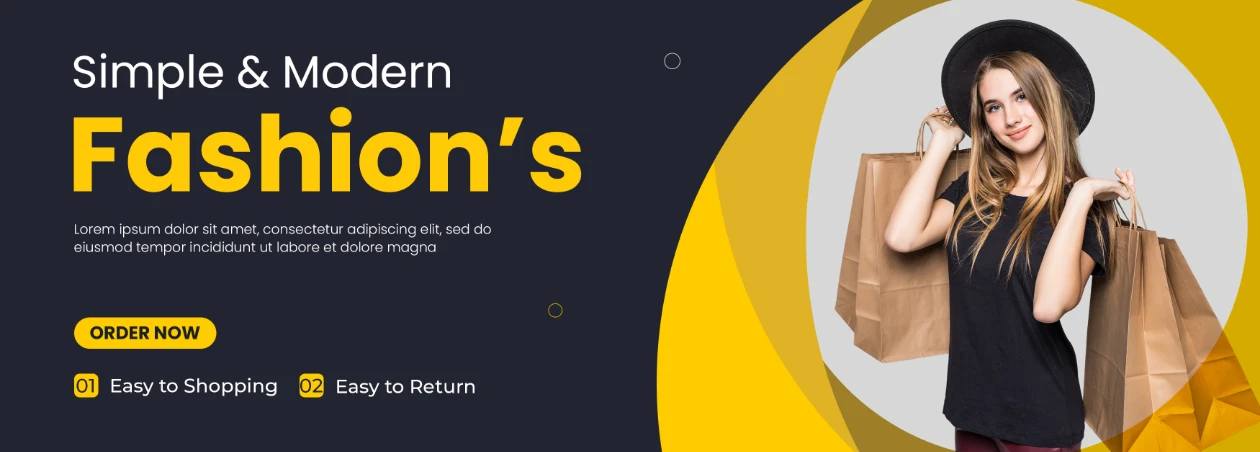 Simple & Modern
Fashion’s
Lorem ipsum dolor sit amet, consectetur adipiscing elit, sed do
eiusmod tempor incididunt ut labore et dolore magna
ORDER NOW
01 Easy to Shopping 02 Easy to Return